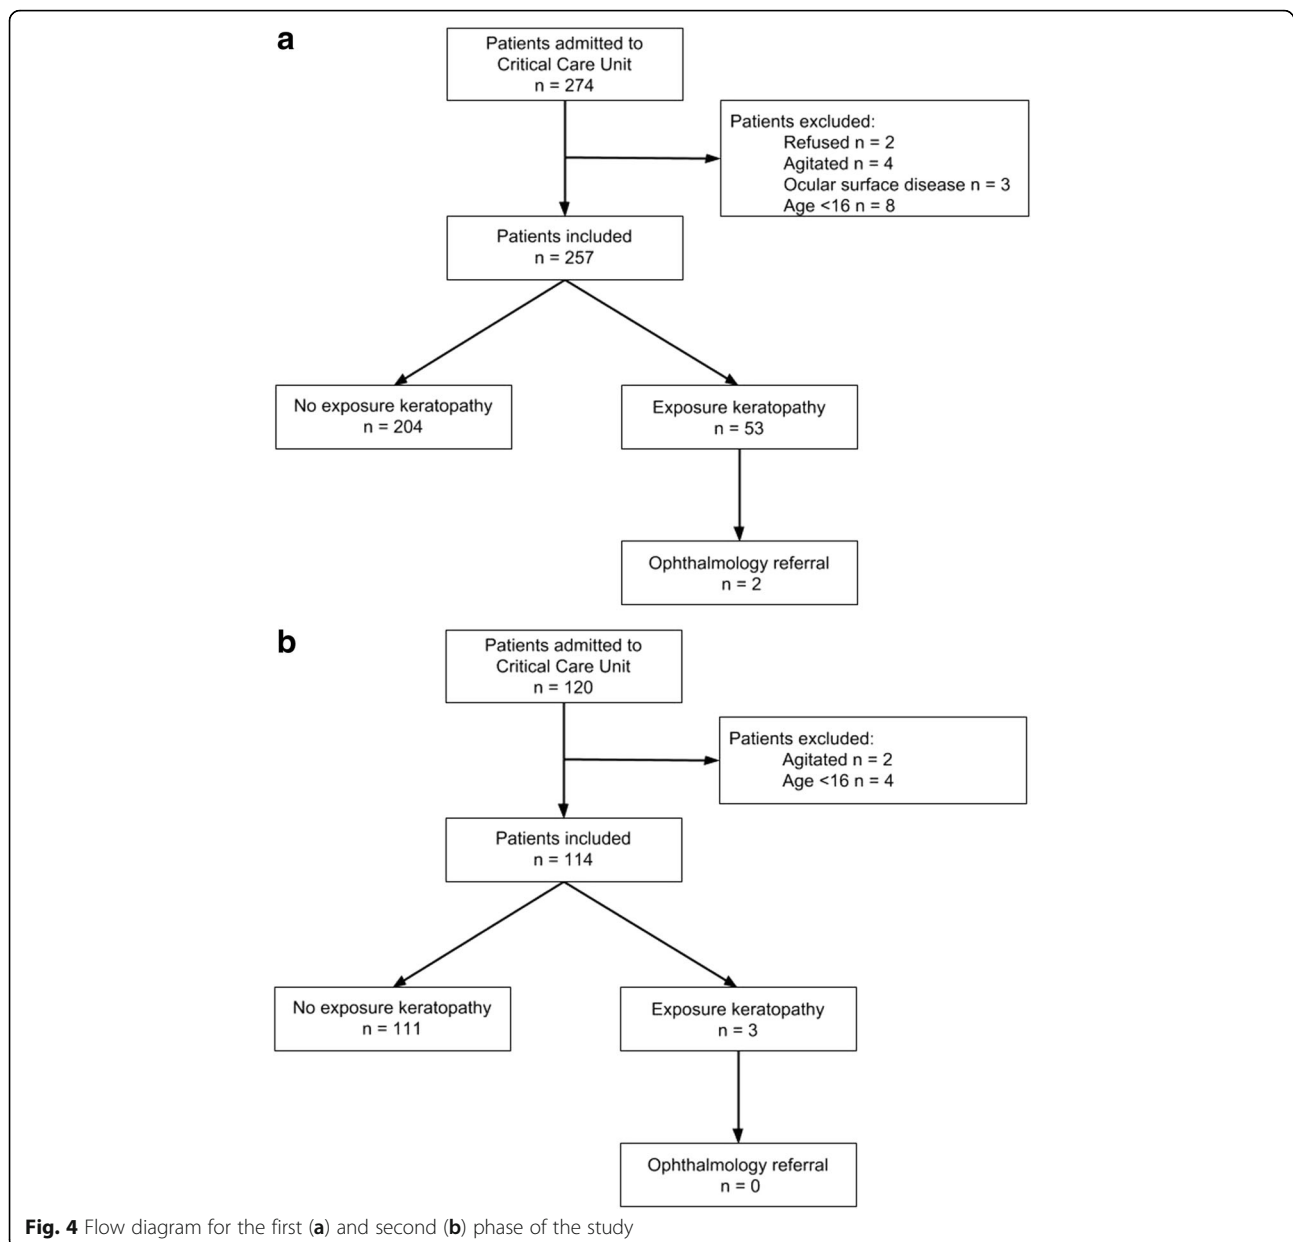 a
Patients admitted to
Critical Care Unit
n = 274
Patients excluded:
Refused n = 2
Agitated n = 4
Ocular surface disease n = 3
Age <16 n = 8
Patients included
n = 257
No exposure keratopathy
n = 204
Exposure keratopathy
n = 53
Ophthalmology referral
n = 2
b
Patients admitted to
Critical Care Unit
n = 120
Patients excluded:
Agitated n = 2
Age <16 n = 4
Patients included
n = 114
No exposure keratopathy
n = 111
Exposure keratopathy
n = 3
Ophthalmology referral
n = 0
Fig. 4 Flow diagram for the first (a) and second (b) phase of the study